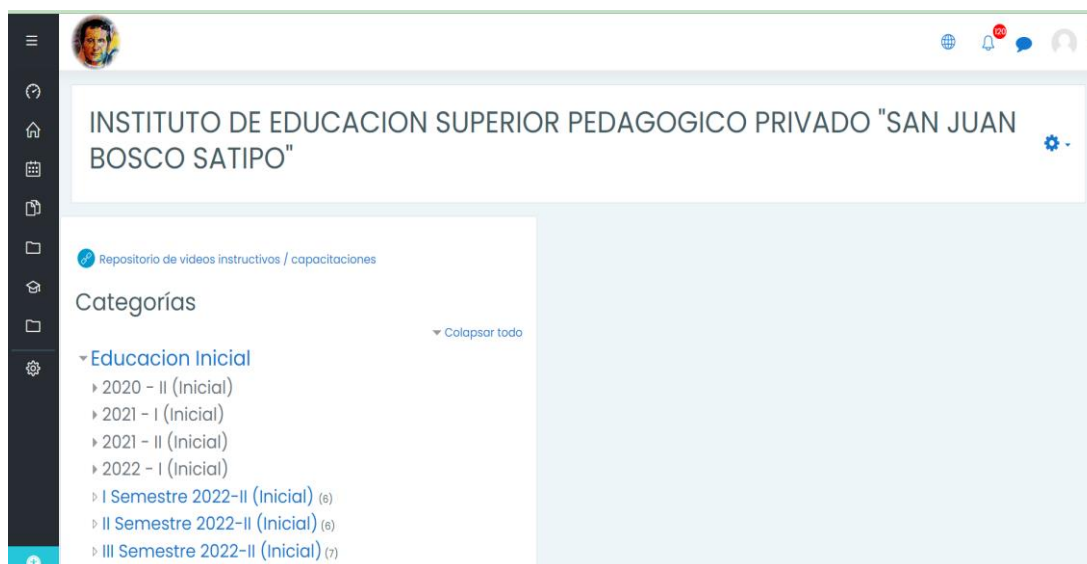 120
INSTITUTO DE EDUCACION SUPERIOR PEDAGOGICO PRIVADO "SAN JUAN
BOSCO SATIPO"
Repositorio de videos instructivos / capacitaciones
Categorías
Colapsar todo
Educacion Inicial
2020 - II (Inicial)
2021 - I (Inicial)
2021 - II (Inicial)
2022 - I (Inicial)
I Semestre 2022-II (Inicial) (6)
II Semestre 2022-II (Inicial) (6)
III Semestre 2022-II (Inicial) (7)